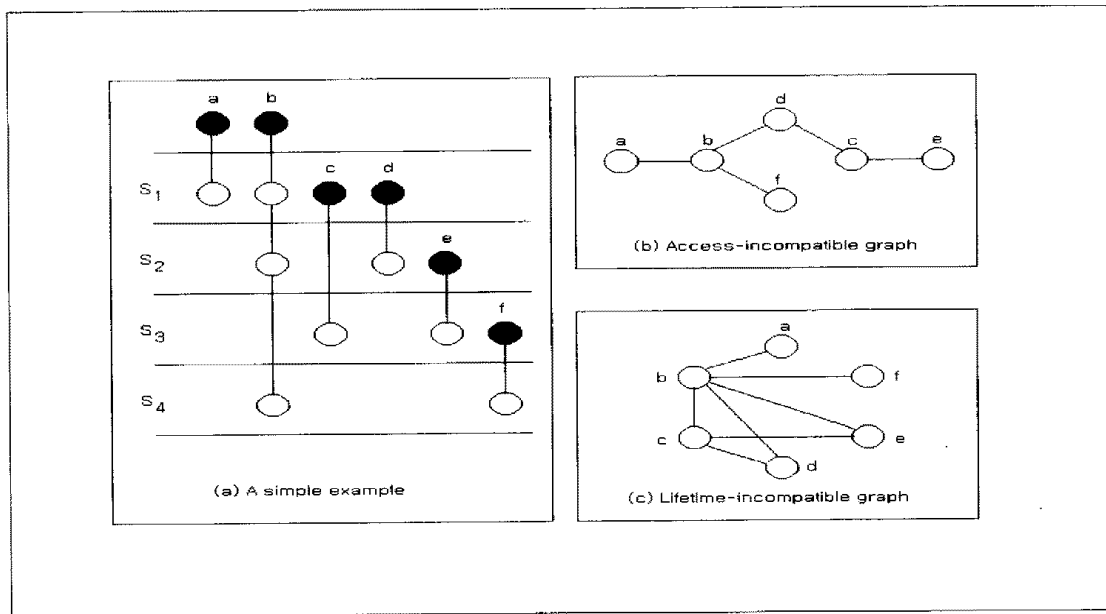 a b
c d
S1
e
S2
f
S3
S4
(a) A simple example
d
a b c e
f
(b) Access-incompatible graph
a
b f
c e
d
(c) Lifetime-incompatible graph